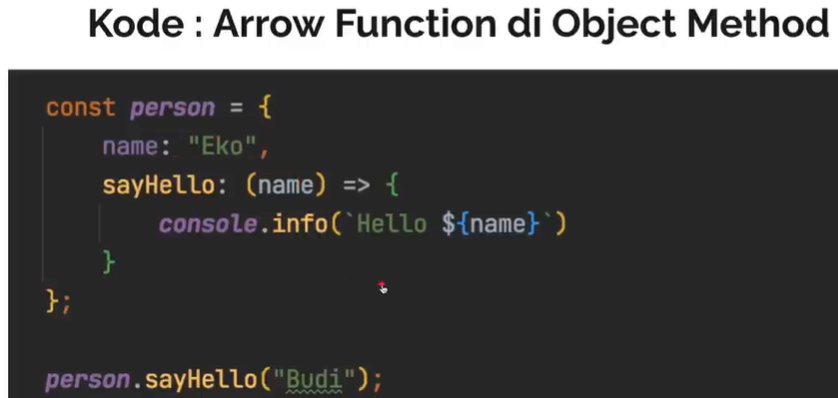 Kode : Arrow Function di Object Method
const person = {
name: "Eko",
sayHello: (name) => {
console.info(`Hello ${name}`)
}
};
person.sayHello("Budi");